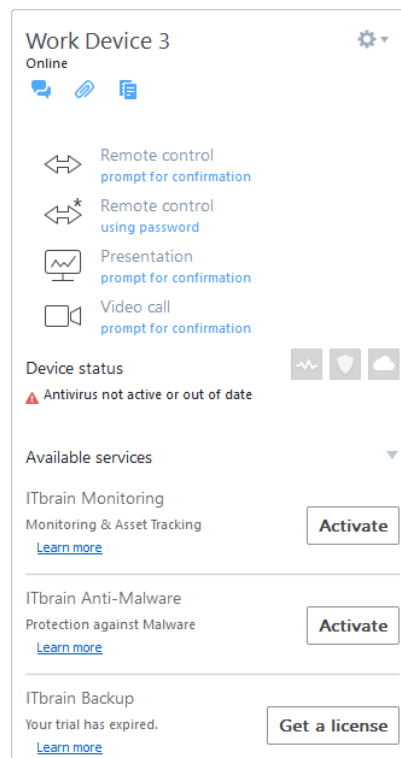 Work Device 3
Online
Remote control
prompt for confirmation
Remote control
using password
Presentation
prompt for confirmation
Video call
prompt for confirmation
Device status
Antivirus not active or out of date
Available services
ITbrain Monitoring
Monitoring & Asset Tracking
Activate
Learn more
ITbrain Anti-Malware
Protection against Malware
Activate
Learn more
ITbrain Backup
Your trial has expired.
Get a license
Learn more